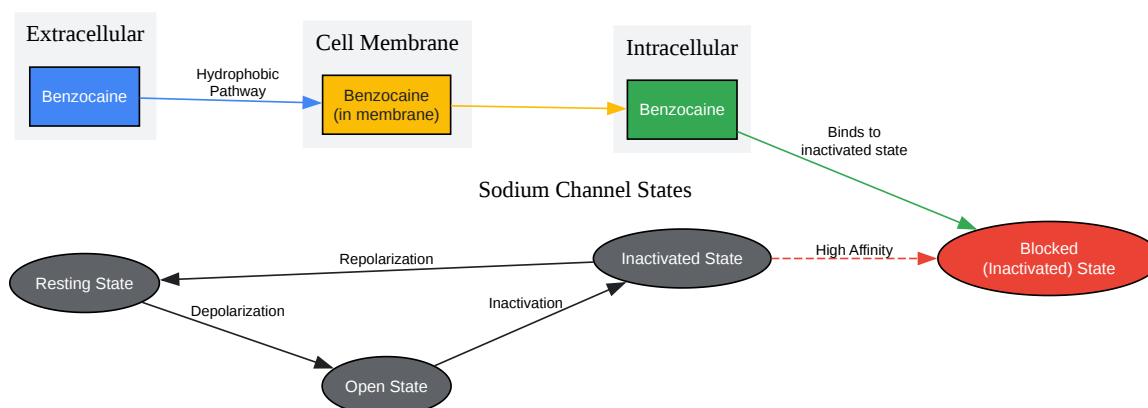 Extracellular
Cell Membrane
Intracellular
Benzocaine
Hydrophobic
Pathway
Benzocaine
(in membrane)
Benzocaine
Binds to
inactivated state
Sodium Channel States
Resting State
Repolarization
Depolarization
Open State
Inactivation
Inactivated State
High Affinity
Blocked
(Inactivated) State